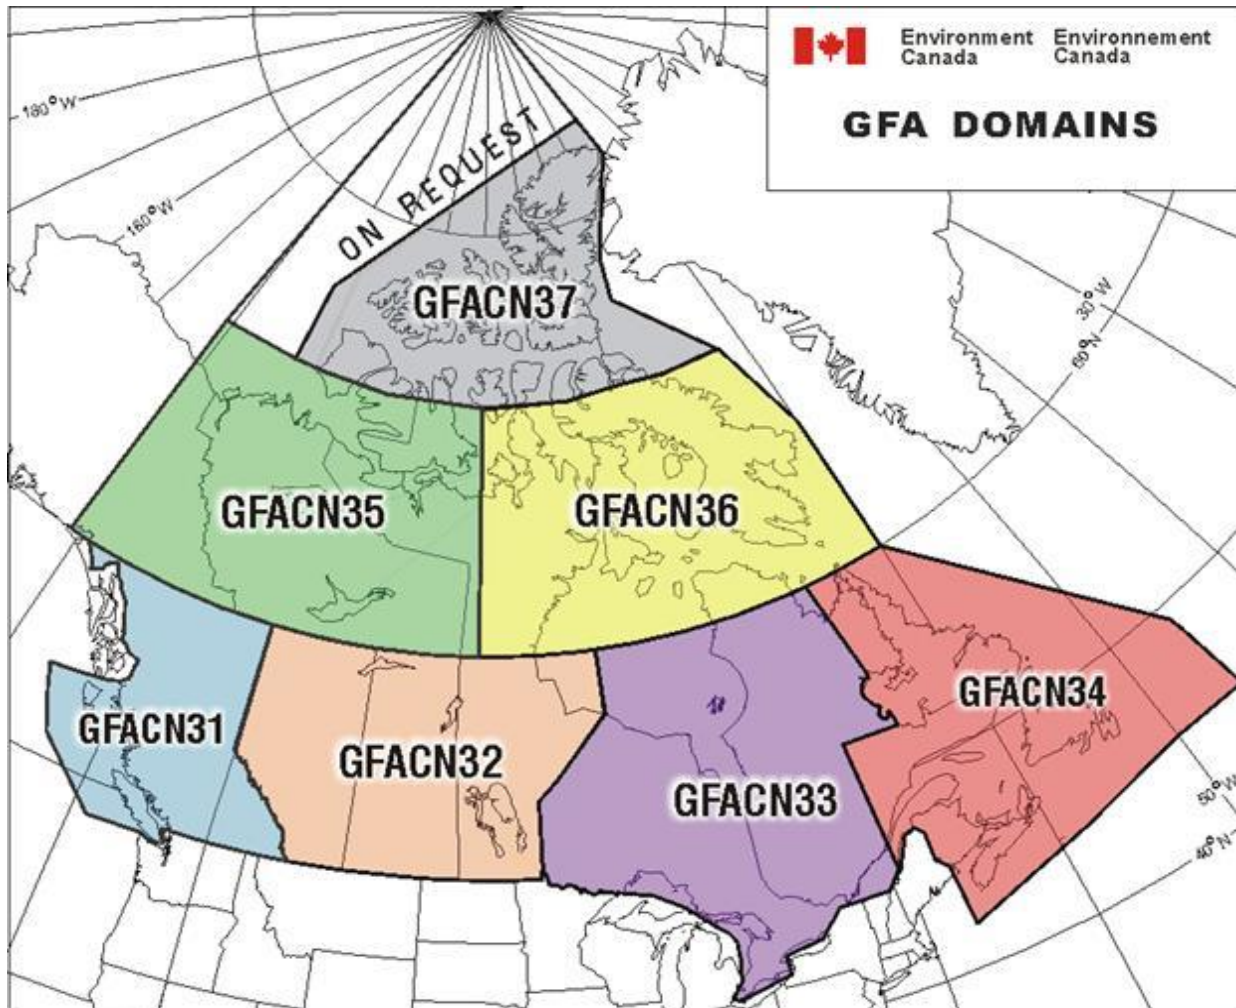 Environment Environnement
Canada Canada
GFA DOMAINS
180°W
160°W
ON REQUEST
GFACN37
30°W
60°N
GFACN35
GFACN36
GFACN31
GFACN32
GFACN33
GFACN34
50°W
40°N